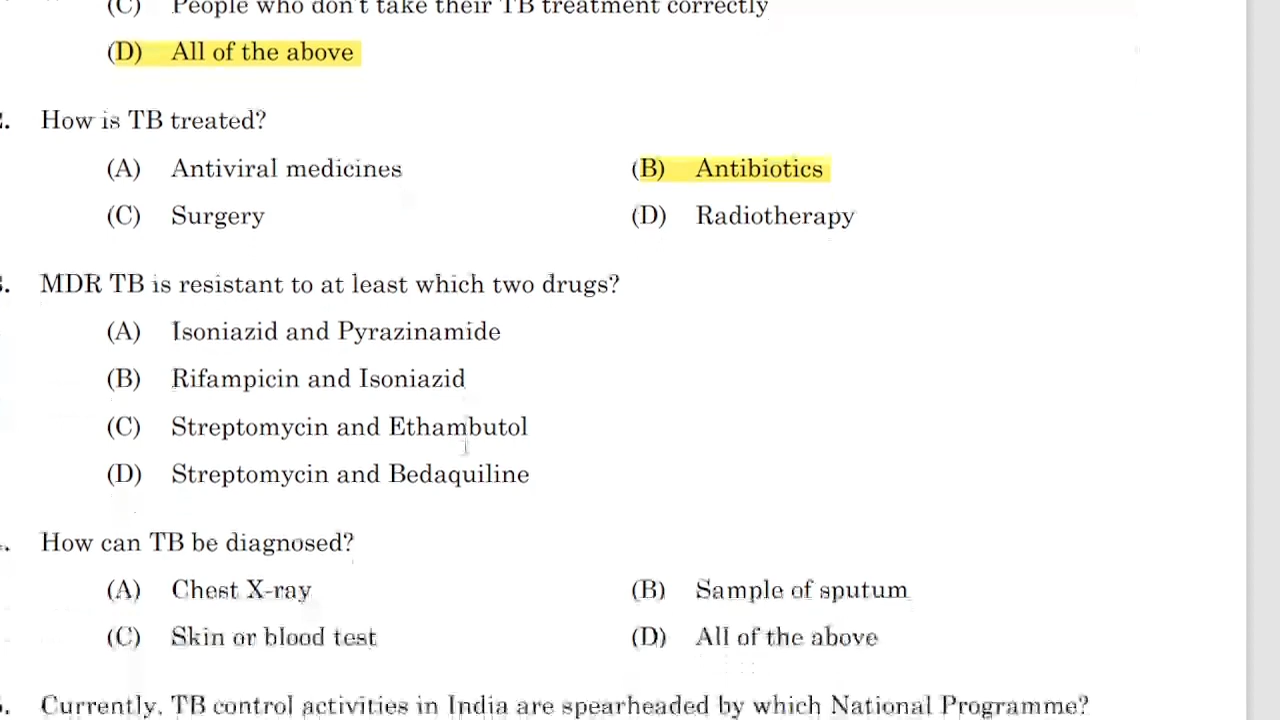 (C) People who don't take their TB treatment correctly
(D) All of the above
. How is TB treated?
(A) Antiviral medicines (B) Antibiotics
(C) Surgery (D) Radiotherapy
. MDR TB is resistant to at least which two drugs?
(A) Isoniazid and Pyrazinamide
(B) Rifampicin and Isoniazid
(C) Streptomycin and Ethambutol
(D) Streptomycin and Bedaquiline
. How can TB be diagnosed?
(A) Chest X-ray (B) Sample of sputum
(C) Skin or blood test (D) All of the above
. Currently, TB control activities in India are spearheaded by which National Programme?